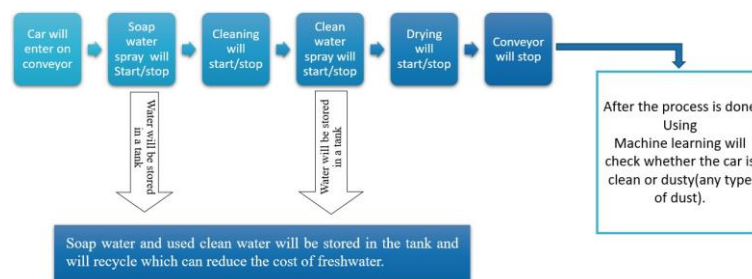 Car will
enter on
conveyor
Soap
water
spray will
Start/stop
Cleaning
will
start/stop
Clean
water
spray will
start/stop
Drying
will
start/stop
Conveyor
will stop
Water will be stored
in a tank
Water will be stored
in a tank
After the process is done
Using
Machine learning will
check whether the car is
clean or dusty(any type
of dust).
Soap water and used clean water will be stored in the tank and
will recycle which can reduce the cost of freshwater.